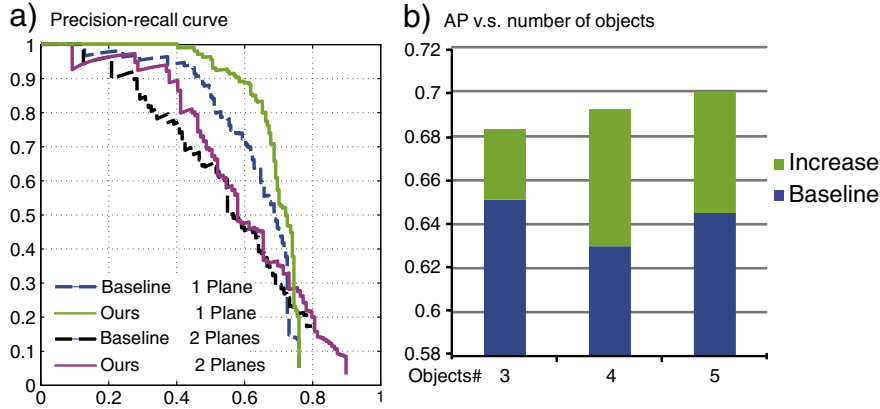 a) Precision-recall curve
1
0.9
0.8
0.7
0.6
0.5
0.4
0.3
0.2
0.1
0
Baseline 1 Plane
Ours 1 Plane
Baseline 2 Planes
Ours 2 Planes
0 0.2 0.4 0.6 0.8 1
b) AP v.s. number of objects
0.72
0.7
0.68
0.66
0.64
0.62
0.6
0.58
Increase
Baseline
Objects# 3 4 5